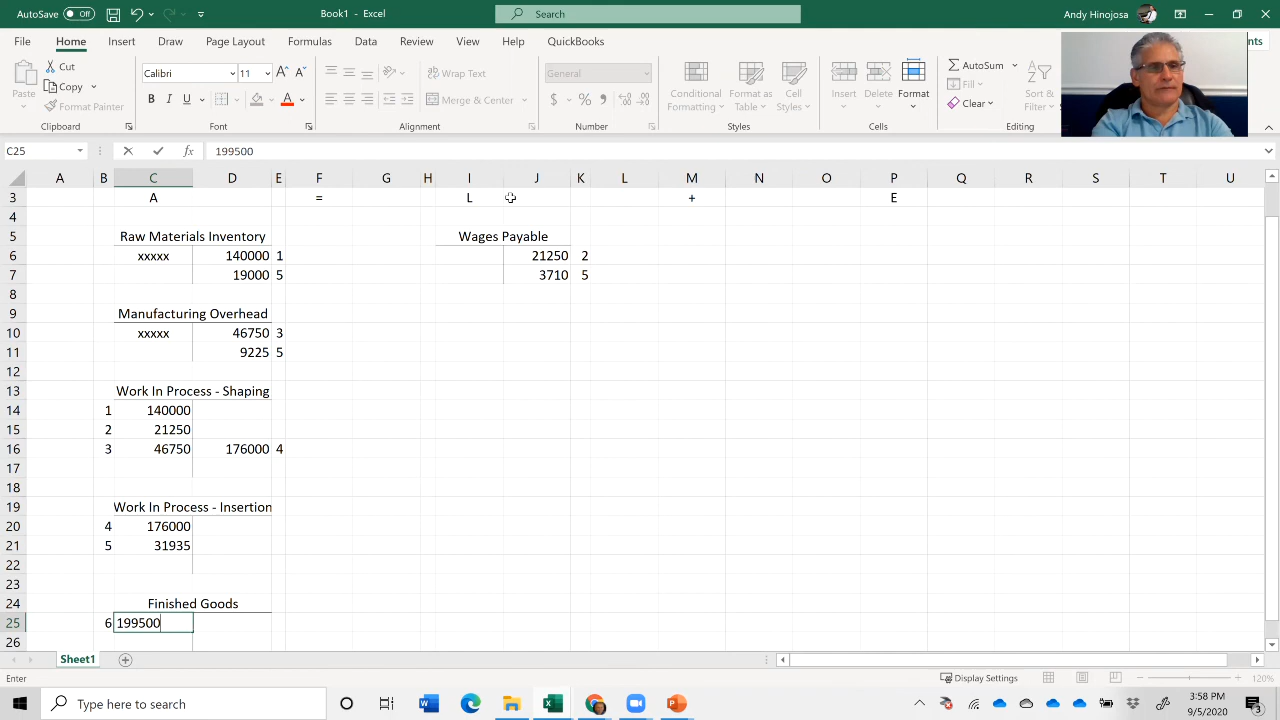 AutoSave Off Book1 - Excel Search Andy Hinojosa
File Home Insert Draw Page Layout Formulas Data Review View Help QuickBooks nts
Paste Cut Copy Format Painter Clipboard
Calibri 11 B I U A Font
Wrap Text Merge & Center Alignment
General $ % , Number
Conditional Formatting Format as Table Cell Styles Styles
Insert Delete Format Cells
AutoSum Fill Clear Sort & Filter Editing
C25 fx 199500
A B C D E F G H I J K L M N O P Q R S T U
3 A = L + E
4
5 Raw Materials Inventory Wages Payable
6 xxxxx 140000 1 21250 2
7 19000 5 3710 5
8
9 Manufacturing Overhead
10 xxxxx 46750 3
11 9225 5
12
13 Work In Process - Shaping
14 1 140000
15 2 21250
16 3 46750 176000 4
17
18
19 Work In Process - Insertion
20 4 176000
21 5 31935
22
23
24 Finished Goods
25 6 199500
26
Sheet1
Enter Display Settings 120%
Type here to search 3:58 PM
9/5/2020 3